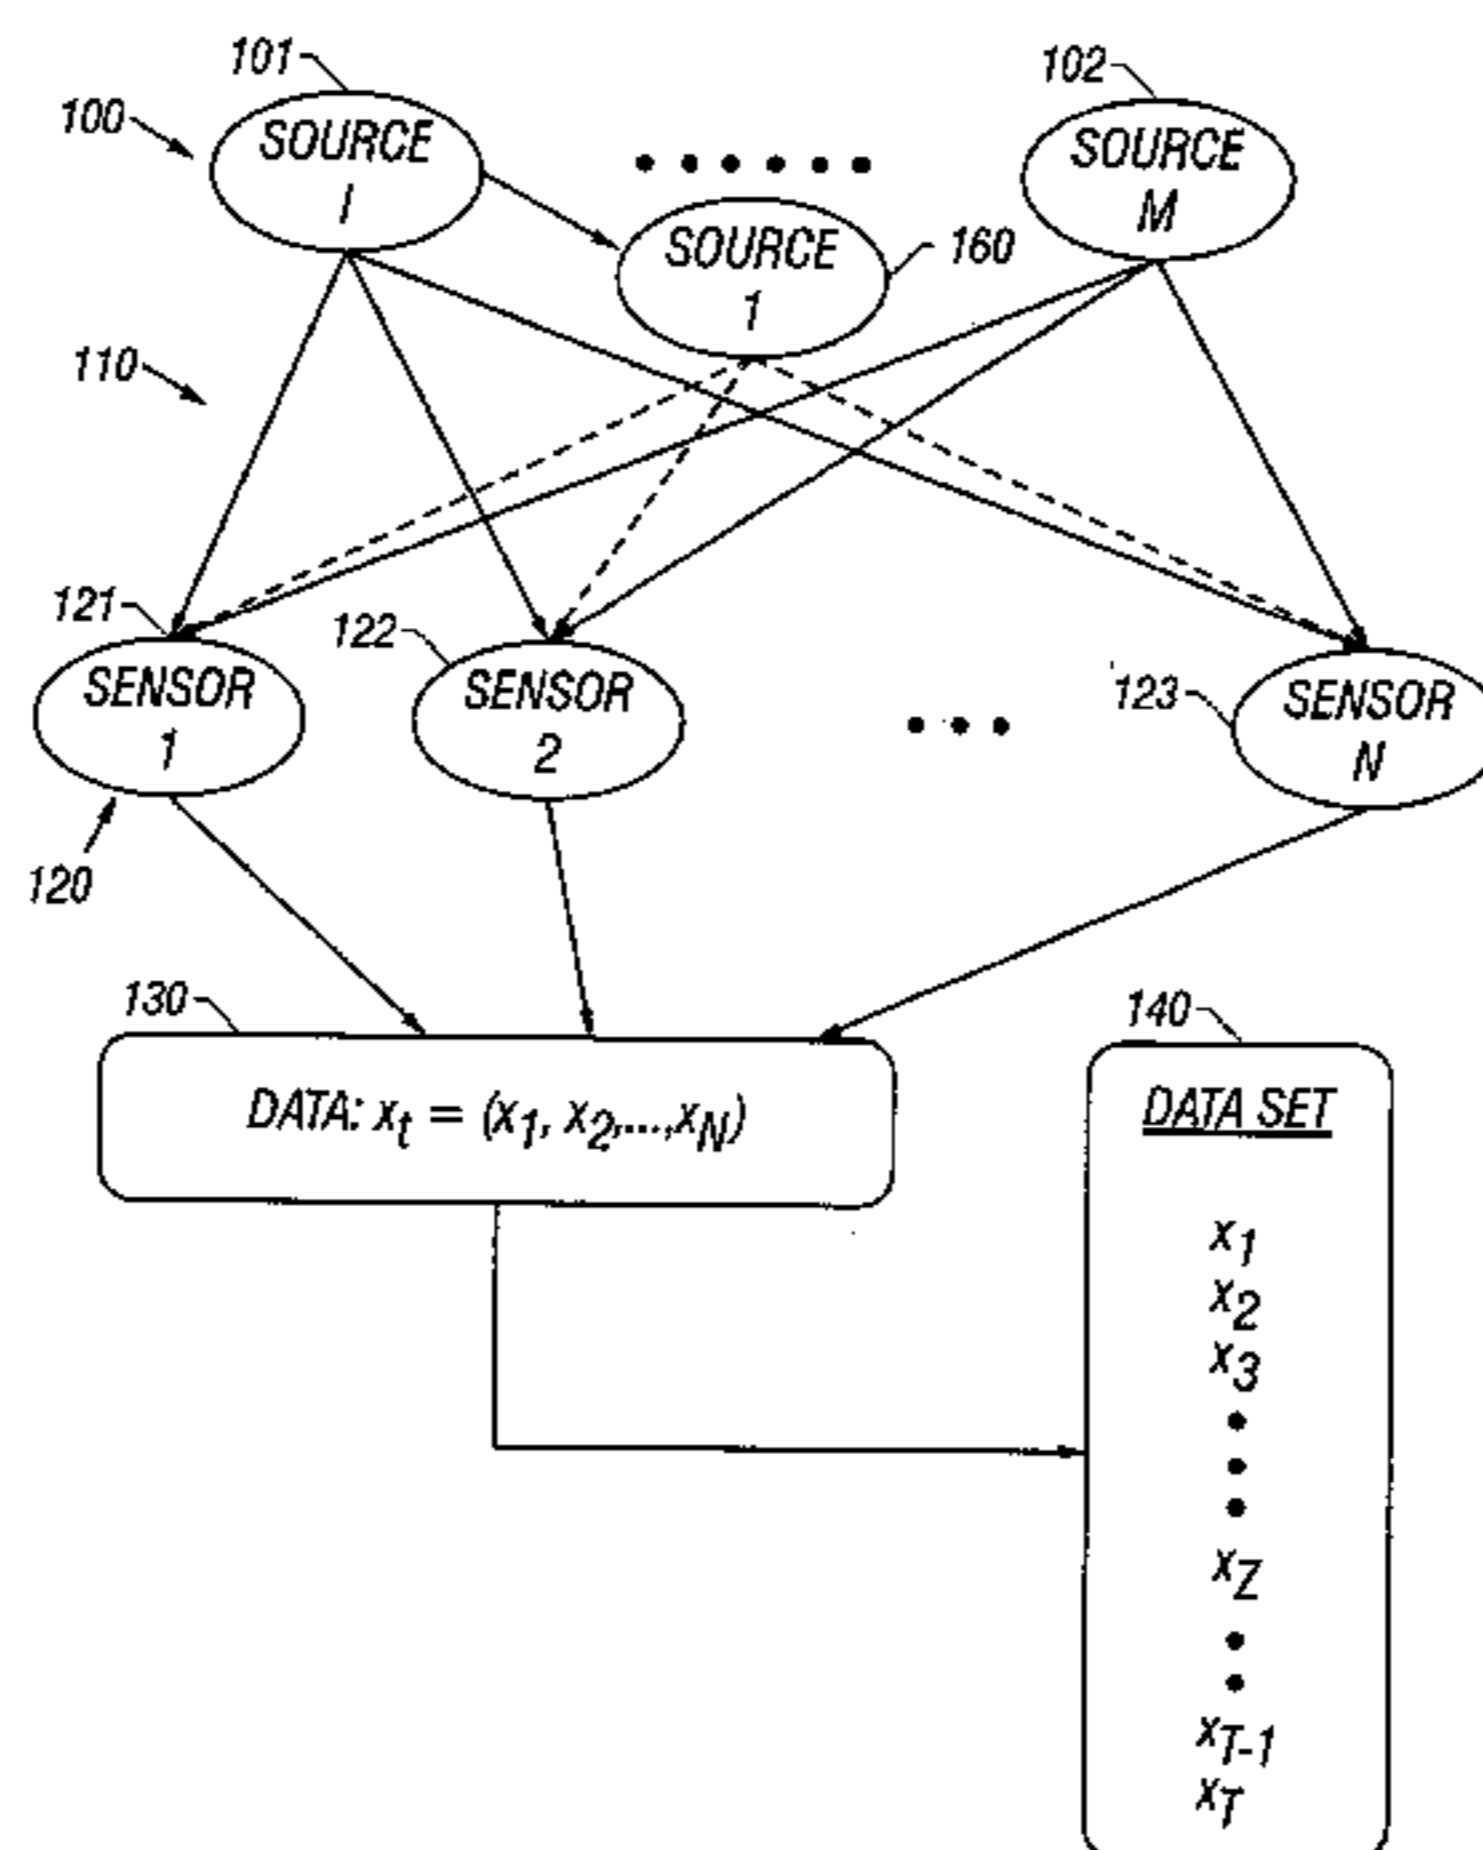 101
102
100
SOURCE
1
SOURCE
M
SOURCE
1
160
110
121
122
123
SENSOR
1
SENSOR
2
SENSOR
N
120
130
140
DATA: xt = (x1, x2,...,xN)
DATA SET
x1
x2
x3
xZ
xT-1
xT